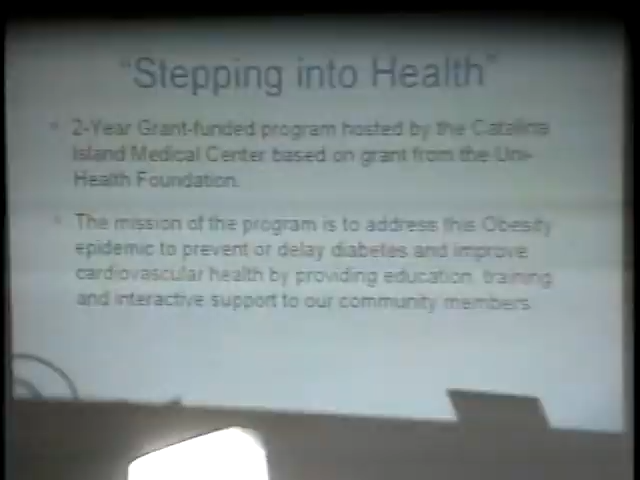 "Stepping into Health"
• 2-Year Grant-funded program hosted by the Catalina
Island Medical Center based on grant from the Uni-
Health Foundation.
• The mission of the program is to address this Obesity
epidemic to prevent or delay diabetes and improve
cardiovascular health by providing education, training
and interactive support to our community members.